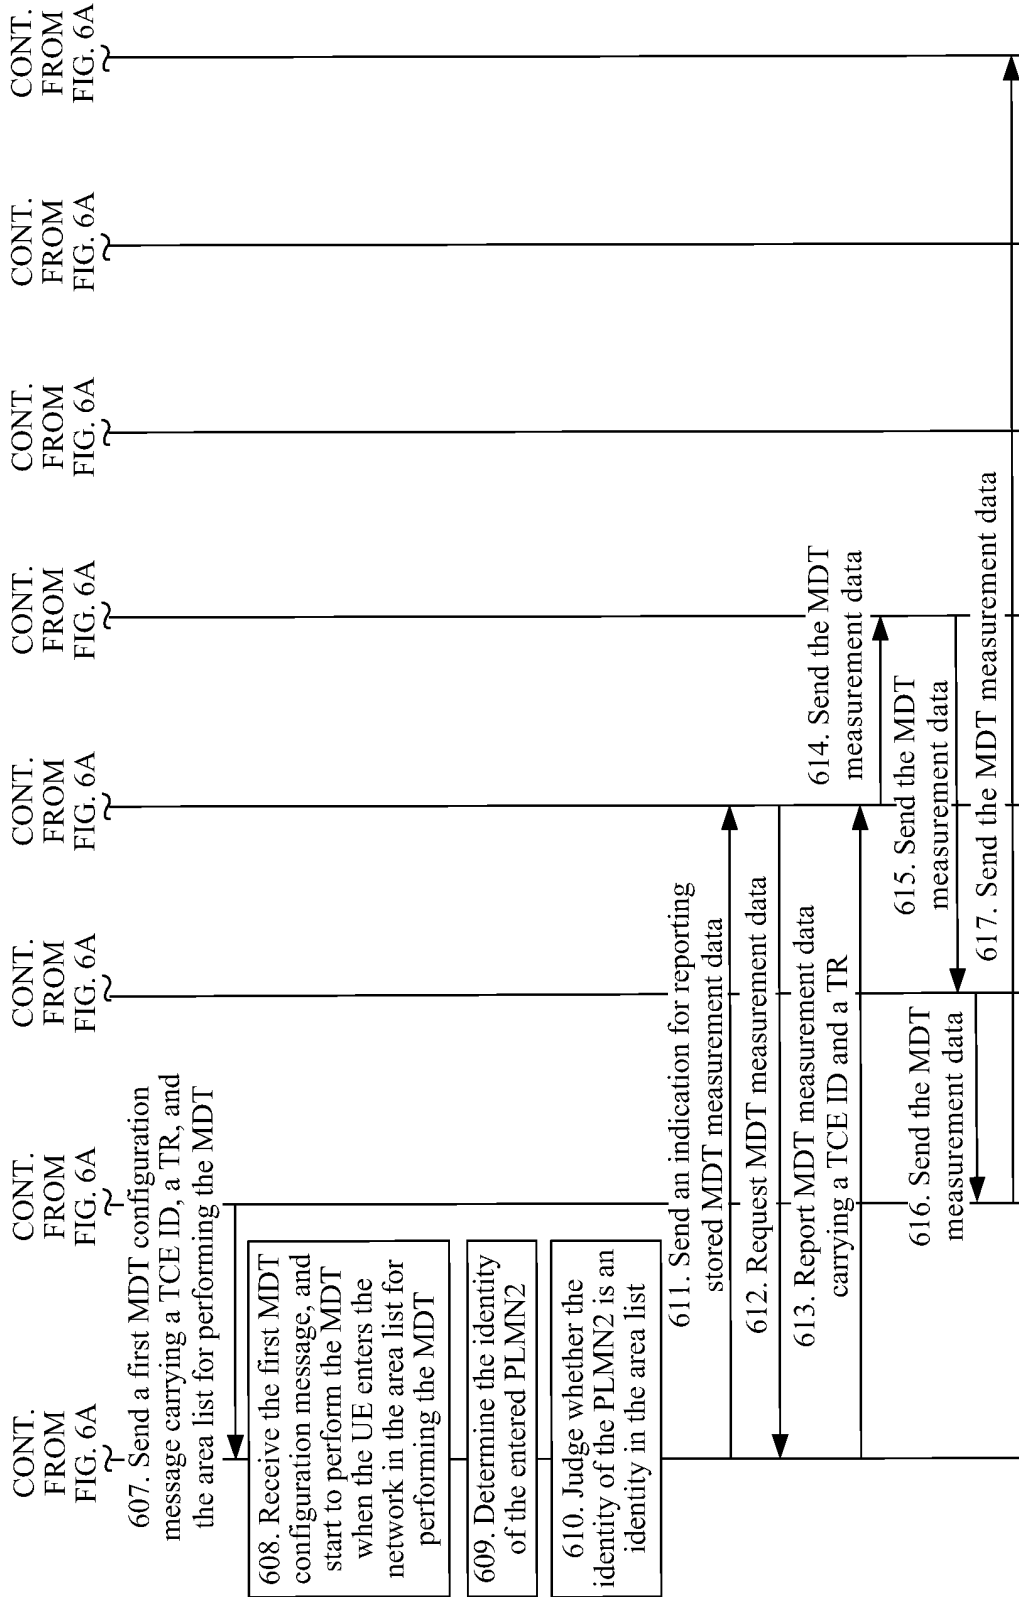 CONT.
FROM
FIG. 6A
CONT.
FROM
FIG. 6A
CONT.
FROM
FIG. 6A
CONT.
FROM
FIG. 6A
CONT.
FROM
FIG. 6A
CONT.
FROM
FIG. 6A
CONT.
FROM
FIG. 6A
CONT.
FROM
FIG. 6A
607. Send a first MDT configuration
message carrying a TCE ID, a TR, and
the area list for performing the MDT
608. Receive the first MDT
configuration message, and
start to perform the MDT
when the UE enters the
network in the area list for
performing the MDT
609. Determine the identity
of the entered PLMN2
610. Judge whether the
identity of the PLMN2 is an
identity in the area list
611. Send an indication for reporting
stored MDT measurement data
612. Request MDT measurement data
613. Report MDT measurement data
carrying a TCE ID and a TR
614. Send the MDT
measurement data
615. Send the MDT
measurement data
616. Send the MDT
measurement data
617. Send the MDT measurement data